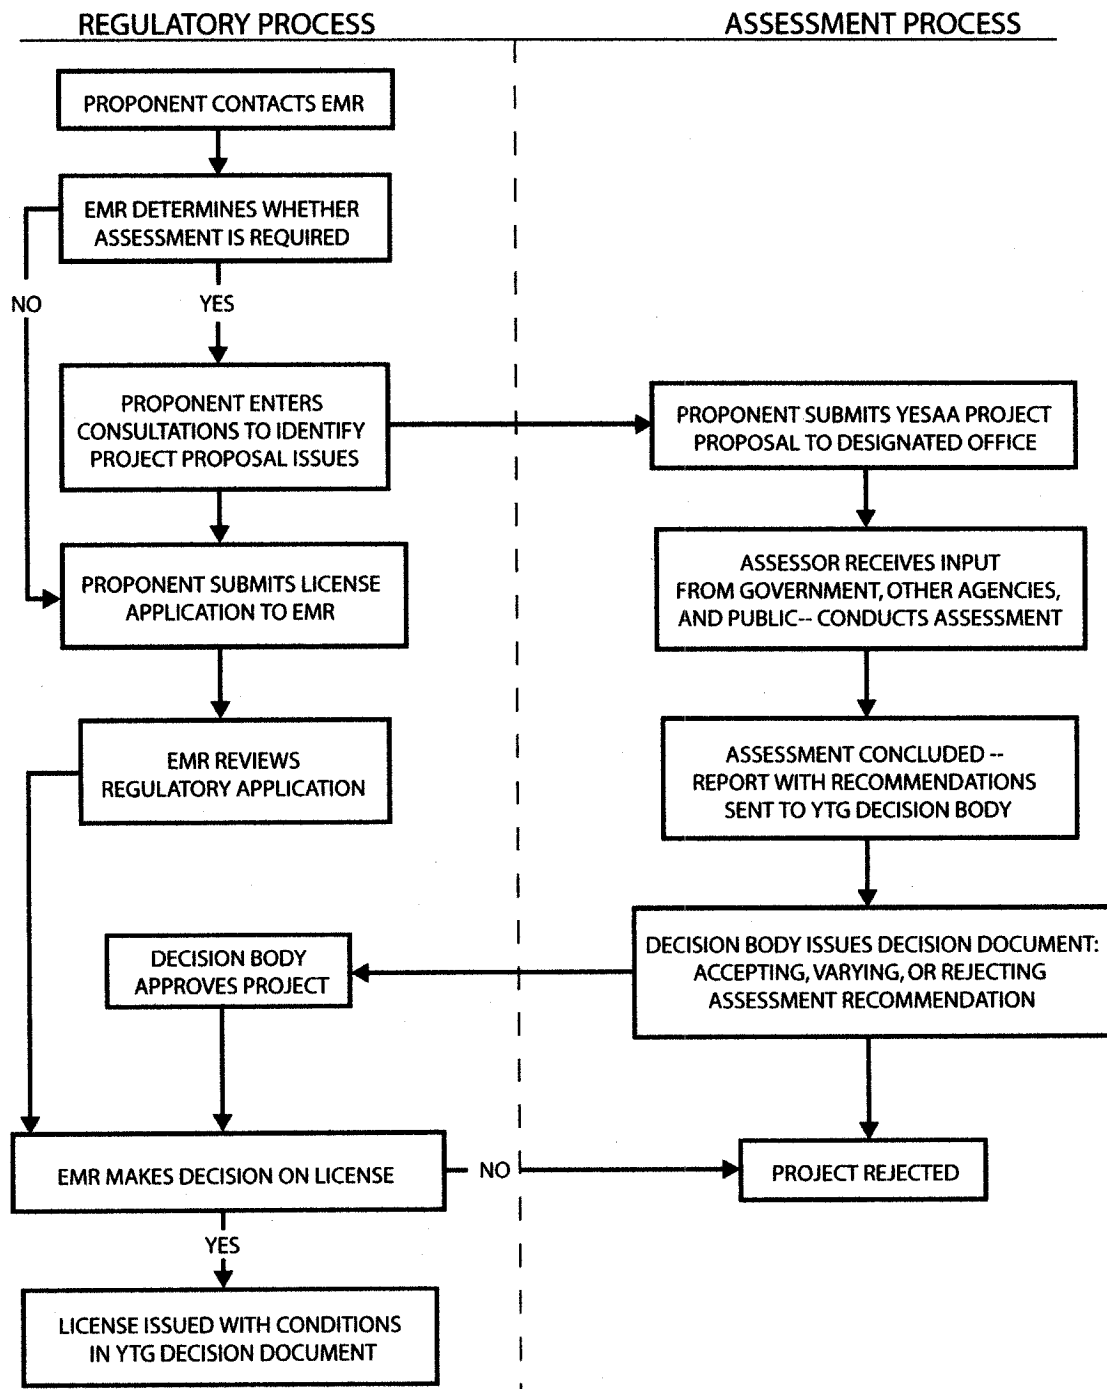 REGULATORY PROCESS
ASSESSMENT PROCESS
PROPONENT CONTACTS EMR
EMR DETERMINES WHETHER
ASSESSMENT IS REQUIRED
NO
YES
PROPONENT ENTERS
CONSULTATIONS TO IDENTIFY
PROJECT PROPOSAL ISSUES
PROPONENT SUBMITS YESAA PROJECT
PROPOSAL TO DESIGNATED OFFICE
PROPONENT SUBMITS LICENSE
APPLICATION TO EMR
ASSESSOR RECEIVES INPUT
FROM GOVERNMENT, OTHER AGENCIES,
AND PUBLIC-- CONDUCTS ASSESSMENT
EMR REVIEWS
REGULATORY APPLICATION
ASSESSMENT CONCLUDED --
REPORT WITH RECOMMENDATIONS
SENT TO YTG DECISION BODY
DECISION BODY
APPROVES PROJECT
DECISION BODY ISSUES DECISION DOCUMENT:
ACCEPTING, VARYING, OR REJECTING
ASSESSMENT RECOMMENDATION
EMR MAKES DECISION ON LICENSE
NO
PROJECT REJECTED
YES
LICENSE ISSUED WITH CONDITIONS
IN YTG DECISION DOCUMENT